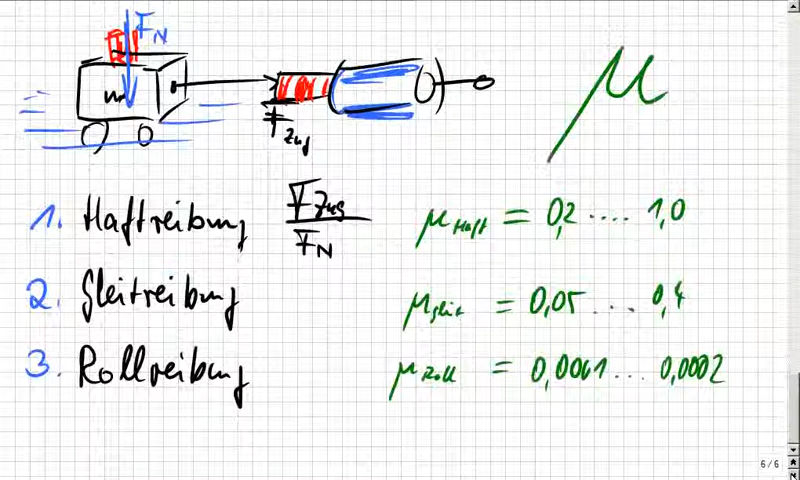 F_N
m
F_Zug
μ
1. Haftreibung F_Zug / F_N μ_Haft = 0,2 .... 1,0
2. Gleitreibung μ_Gleit = 0,05 ... 0,4
3. Rollreibung μ_Roll = 0,0001 ... 0,0002
6/6